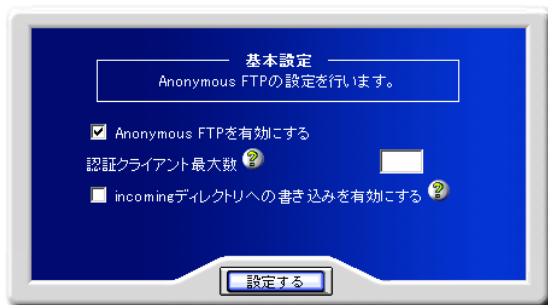 基本設定
Anonymous FTPの設定を行います。
Anonymous FTPを有効にする
認証クライアント最大数 ?
incomingディレクトリへの書き込みを有効にする ?
設定する